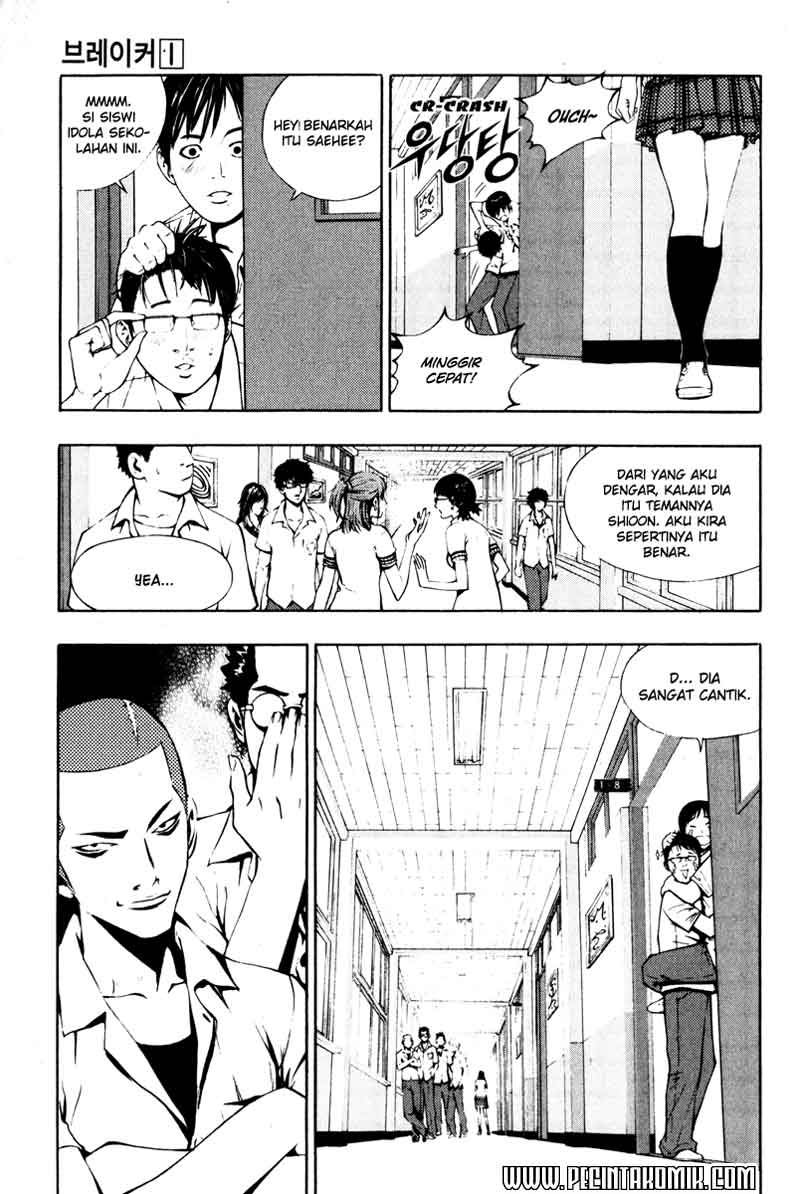 브레이커 1
MMMM.
SI SISWI
IDOLA SEKO-
LAHAN INI.
HEY! BENARKAH
ITU SAEHEE?
CR-CRASH
우당탕
OUCH~
MINGGIR
CEPAT!
YEA...
DARI YANG AKU
DENGAR, KALAU DIA
ITU TEMANNYA
SHIOON. AKU KIRA
SEPERTINYA ITU
BENAR.
D... DIA
SANGAT CANTIK.
1 - 8
WWW.PECINTAKOMIK.COM